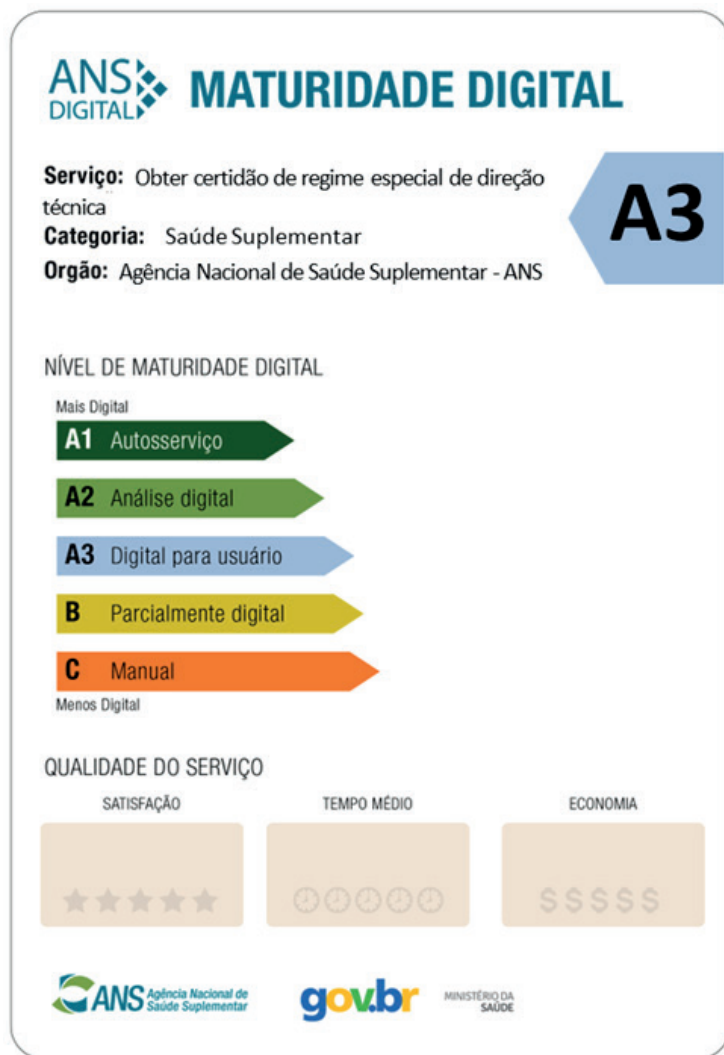 ANS
DIGITAL
MATURIDADE DIGITAL
Serviço: Obter certidão de regime especial de direção
técnica
Categoria: Saúde Suplementar
Orgão: Agência Nacional de Saúde Suplementar - ANS
A3
NÍVEL DE MATURIDADE DIGITAL
Mais Digital
A1 Autosserviço
A2 Análise digital
A3 Digital para usuário
B Parcialmente digital
C Manual
Menos Digital
QUALIDADE DO SERVIÇO
SATISFAÇÃO TEMPO MÉDIO ECONOMIA
$ $ $ $ $
ANS Agência Nacional de
Saúde Suplementar
gov.br
MINISTÉRIO DA
SAÚDE